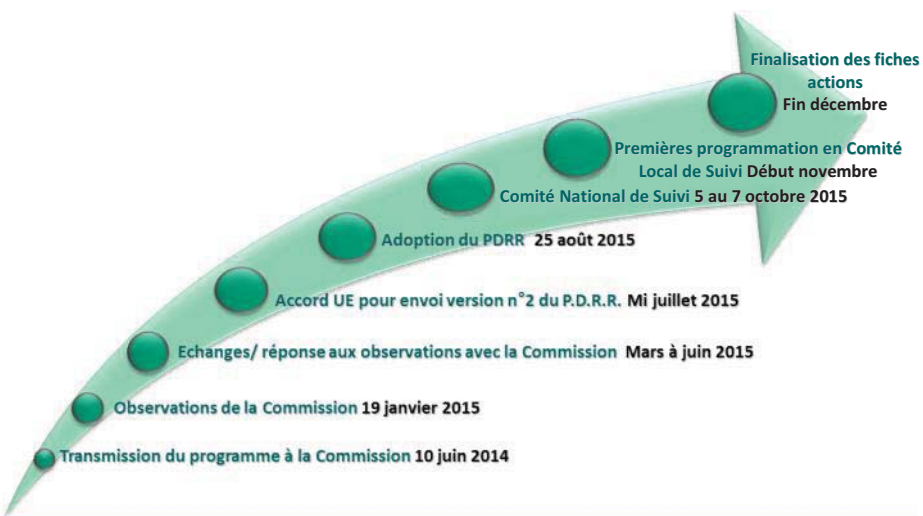 Finalisation des fiches
actions
Fin décembre
Premières programmation en Comité
Local de Suivi Début novembre
Comité National de Suivi 5 au 7 octobre 2015
Adoption du PDRR 25 août 2015
Accord UE pour envoi version n°2 du P.D.R.R. Mi juillet 2015
Echanges/ réponse aux observations avec la Commission Mars à juin 2015
Observations de la Commission 19 janvier 2015
Transmission du programme à la Commission 10 juin 2014